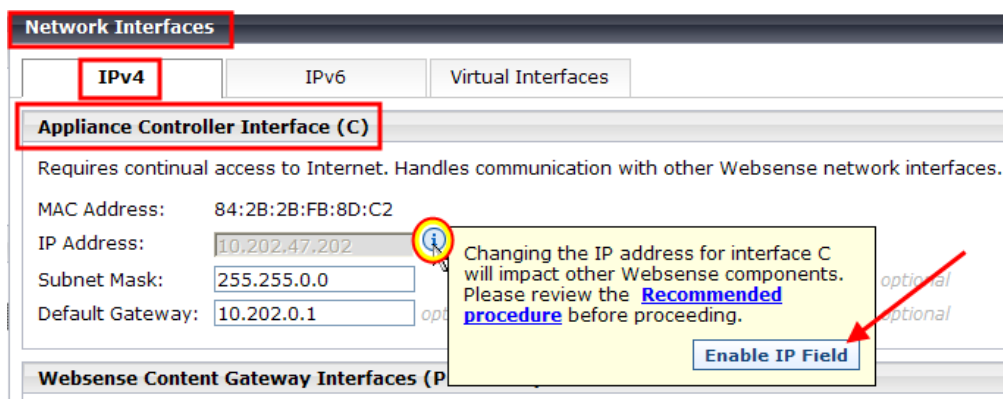 Network Interfaces
IPv4 IPv6 Virtual Interfaces
Appliance Controller Interface (C)
Requires continual access to Internet. Handles communication with other Websense network interfaces.
MAC Address: 84:2B:2B:FB:8D:C2
IP Address: 10.202.47.202
Changing the IP address for interface C
will impact other Websense components.
Please review the Recommended
procedure before proceeding.
Enable IP Field
Subnet Mask: 255.255.0.0 optional
Default Gateway: 10.202.0.1 opt optional
Websense Content Gateway Interfaces (P